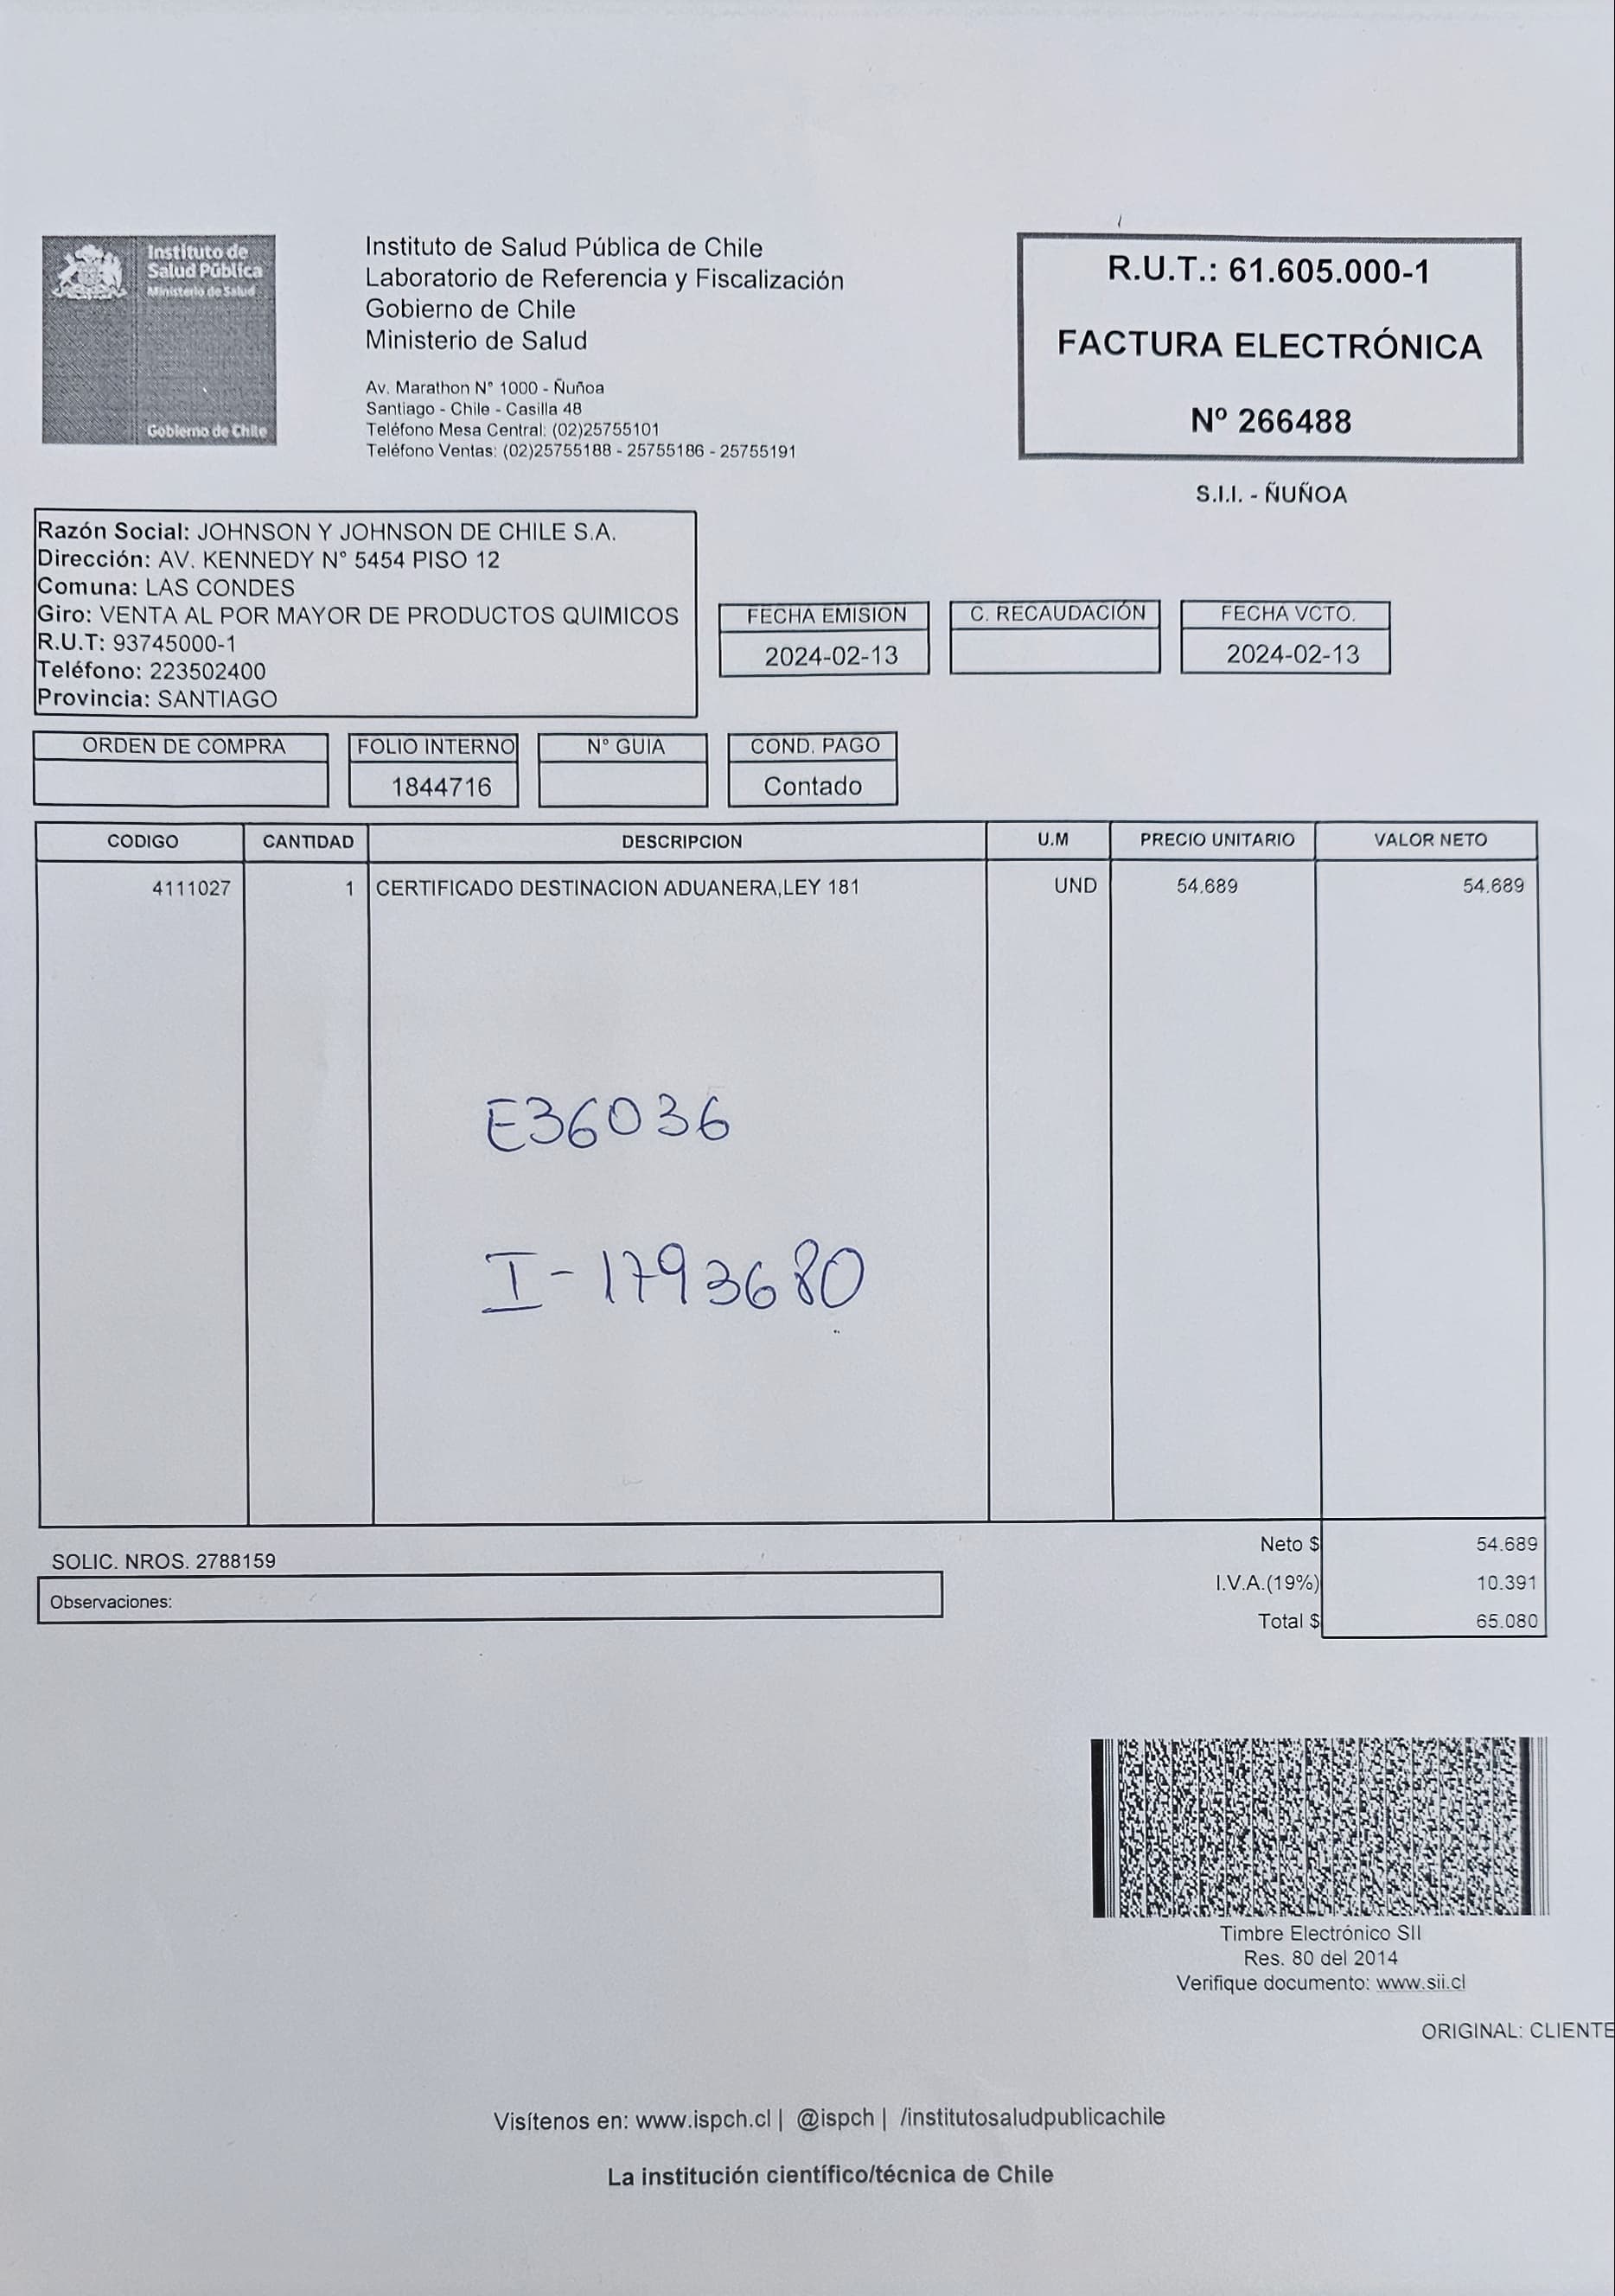 Instituto de
Salud Pública
Ministerio de Salud
Gobierno de Chile
Instituto de Salud Pública de Chile
Laboratorio de Referencia y Fiscalización
Gobierno de Chile
Ministerio de Salud
Av. Marathon N° 1000 - Ñuñoa
Santiago - Chile - Casilla 48
Teléfono Mesa Central: (02)25755101
Teléfono Ventas: (02)25755188 - 25755186 - 25755191
R.U.T.: 61.605.000-1
FACTURA ELECTRÓNICA
Nº 266488
S.I.I. - ÑUÑOA
Razón Social: JOHNSON Y JOHNSON DE CHILE S.A.
Dirección: AV. KENNEDY N° 5454 PISO 12
Comuna: LAS CONDES
Giro: VENTA AL POR MAYOR DE PRODUCTOS QUIMICOS
R.U.T: 93745000-1
Teléfono: 223502400
Provincia: SANTIAGO
FECHA EMISION C. RECAUDACIÓN FECHA VCTO.
2024-02-13 2024-02-13
ORDEN DE COMPRA FOLIO INTERNO N° GUIA COND. PAGO
1844716 Contado
CODIGO CANTIDAD DESCRIPCION U.M PRECIO UNITARIO VALOR NETO
4111027 1 CERTIFICADO DESTINACION ADUANERA,LEY 181 UND 54.689 54.689
E36036
I-1793680
SOLIC. NROS. 2788159
Observaciones:
Neto $ 54.689
I.V.A.(19%) 10.391
Total $ 65.080
Timbre Electrónico SII
Res. 80 del 2014
Verifique documento: www.sii.cl
ORIGINAL: CLIENTE
Visítenos en: www.ispch.cl | @ispch | /institutosaludpublicachile
La institución científico/técnica de Chile